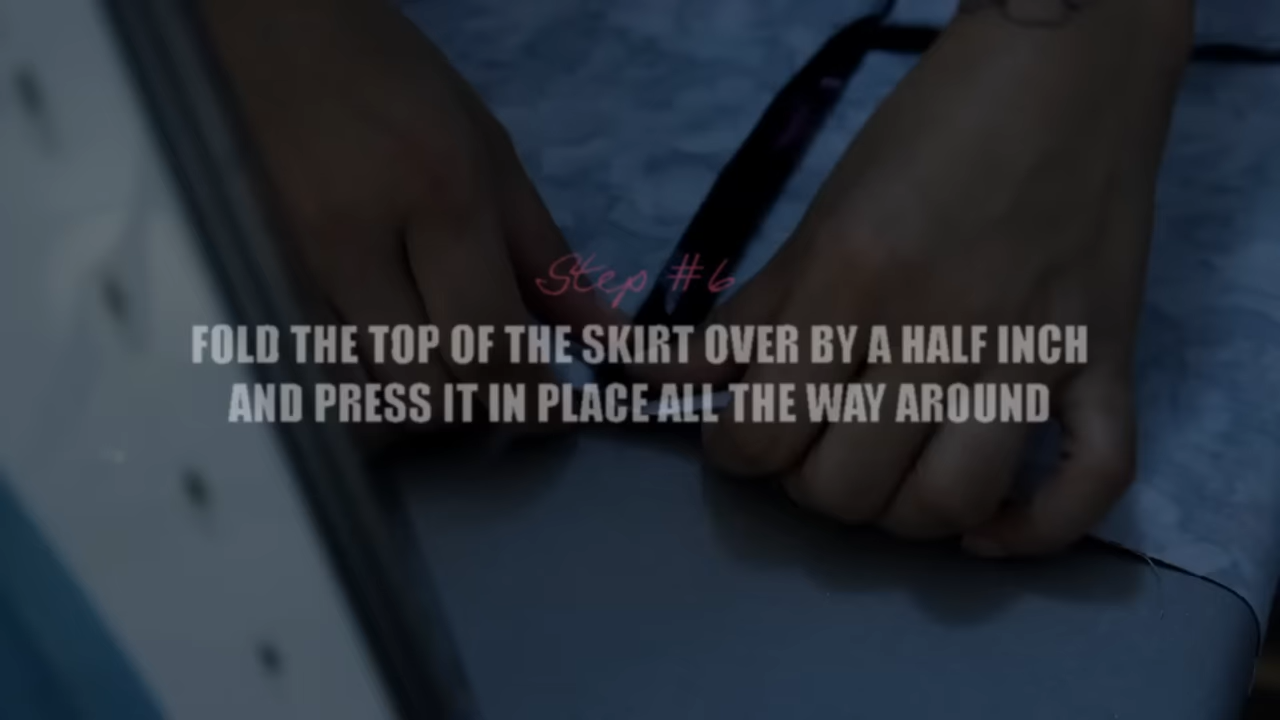 Step #6
FOLD THE TOP OF THE SKIRT OVER BY A HALF INCH
AND PRESS IT IN PLACE ALL THE WAY AROUND